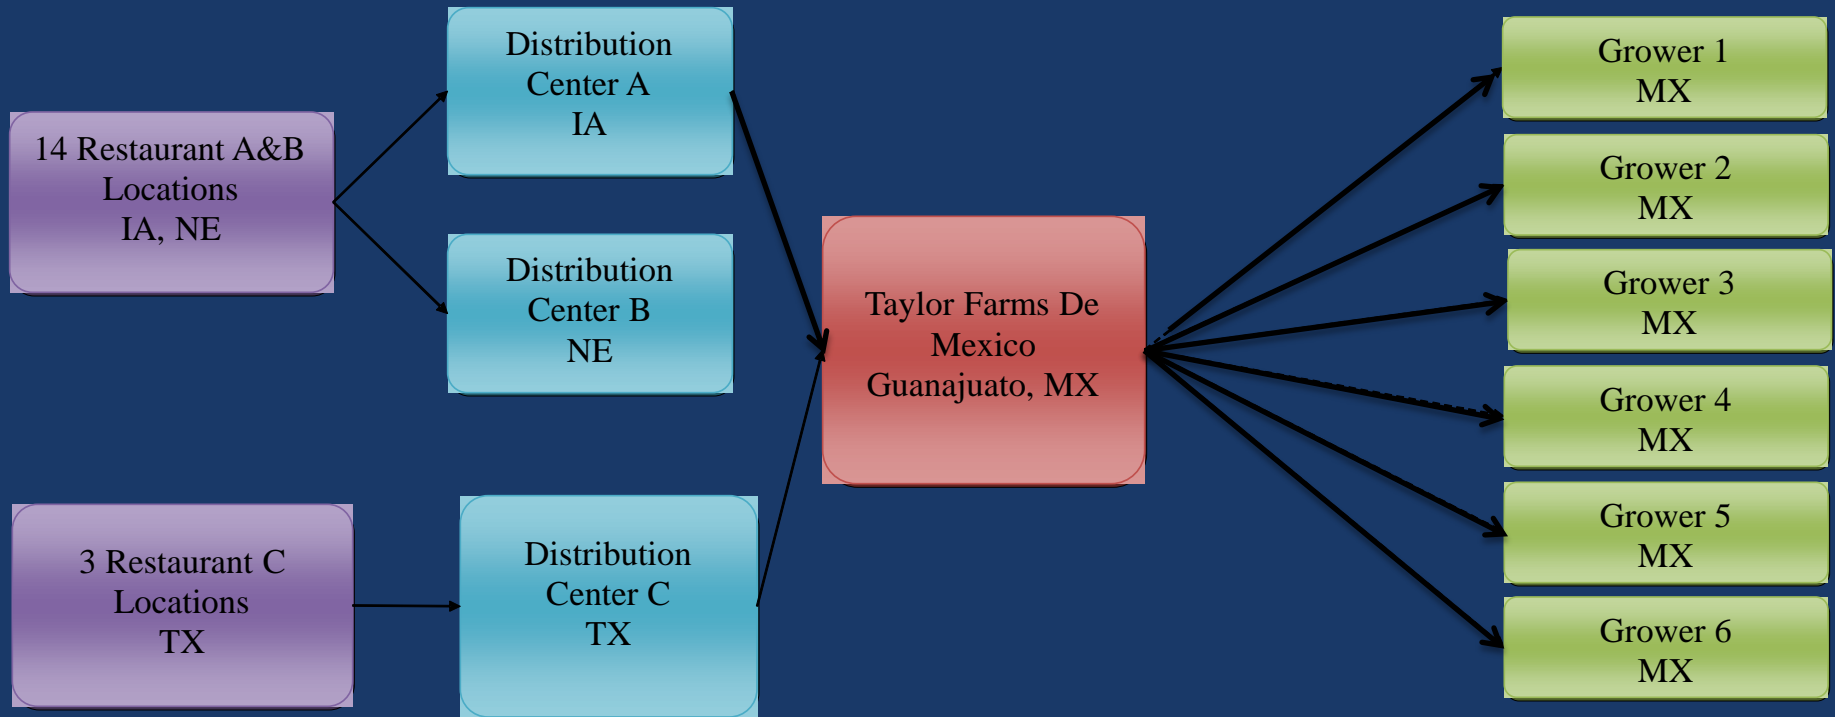 14 Restaurant A&B
Locations
IA, NE
3 Restaurant C
Locations
TX
Distribution
Center A
IA
Distribution
Center B
NE
Distribution
Center C
TX
Taylor Farms De
Mexico
Guanajuato, MX
Grower 1
MX
Grower 2
MX
Grower 3
MX
Grower 4
MX
Grower 5
MX
Grower 6
MX